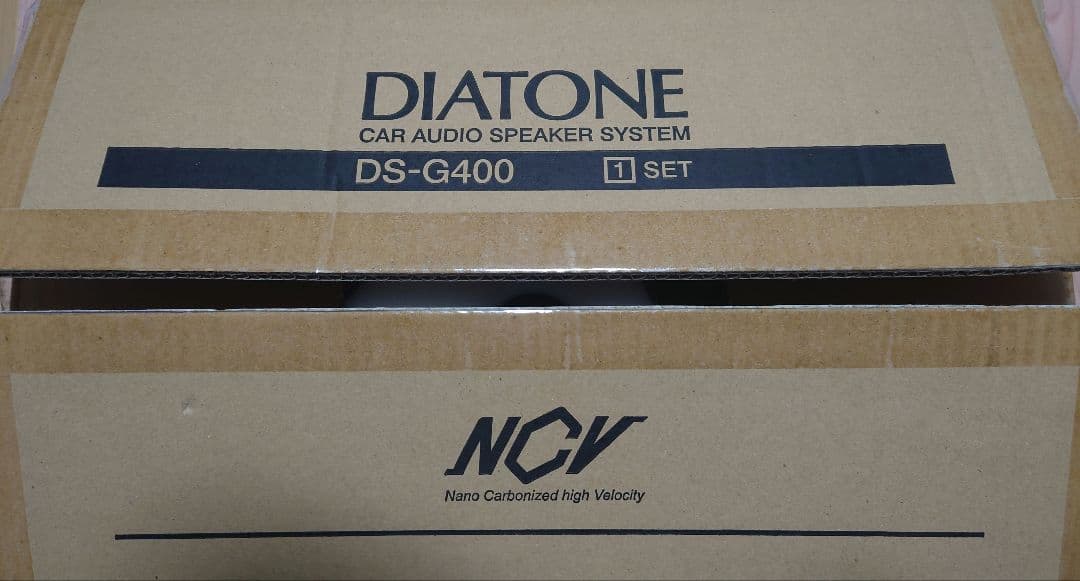 DIATONE
CAR AUDIO SPEAKER SYSTEM
DS-G400 1 SET
NCV
Nano Carbonized high Velocity